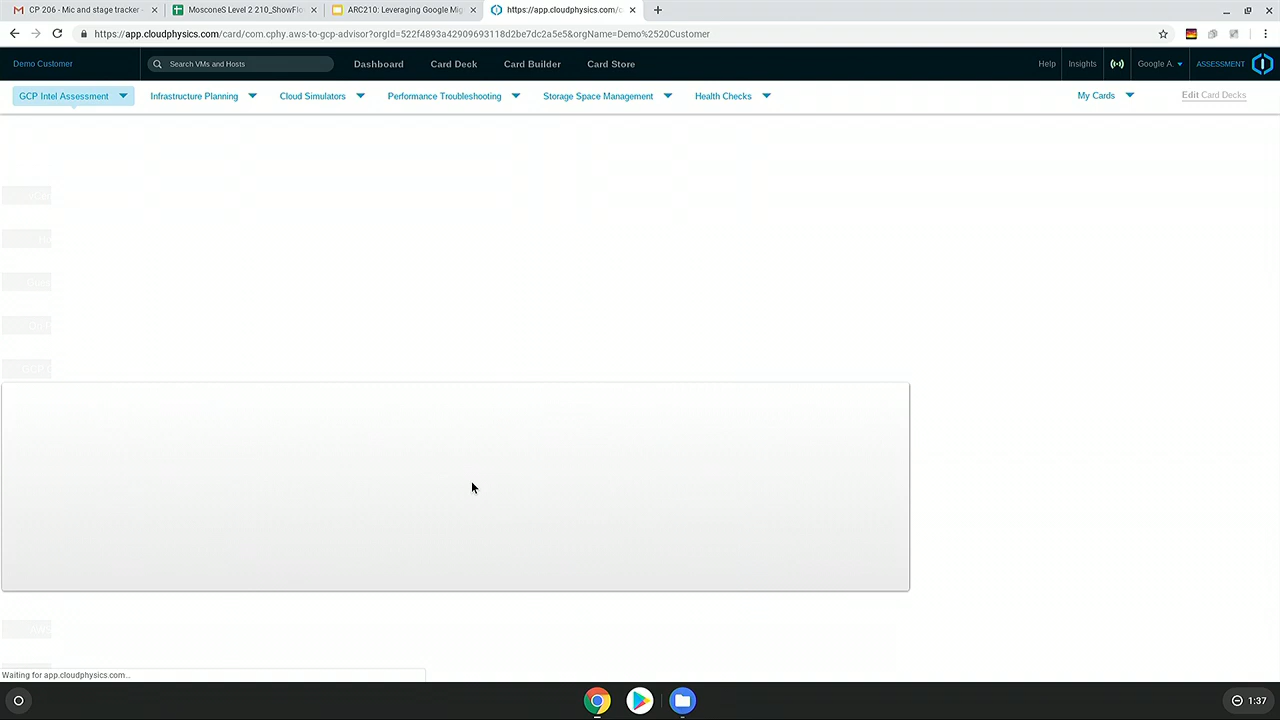 CP 206 - Mic and stage tracker -
MosconeS Level 2 210_ShowFlo
ARC210: Leveraging Google Mig
https://app.cloudphysics.com/c
https://app.cloudphysics.com/card/com.cphy.aws-to-gcp-advisor?orgId=522f4893a42909693118d2be7dc2a5e5&orgName=Demo%2520Customer
Demo Customer
Search VMs and Hosts
Dashboard
Card Deck
Card Builder
Card Store
Help
Insights
Google A.
ASSESSMENT
GCP Intel Assessment
Infrastructure Planning
Cloud Simulators
Performance Troubleshooting
Storage Space Management
Health Checks
My Cards
Edit Card Decks
Waiting for app.cloudphysics.com...
1:37